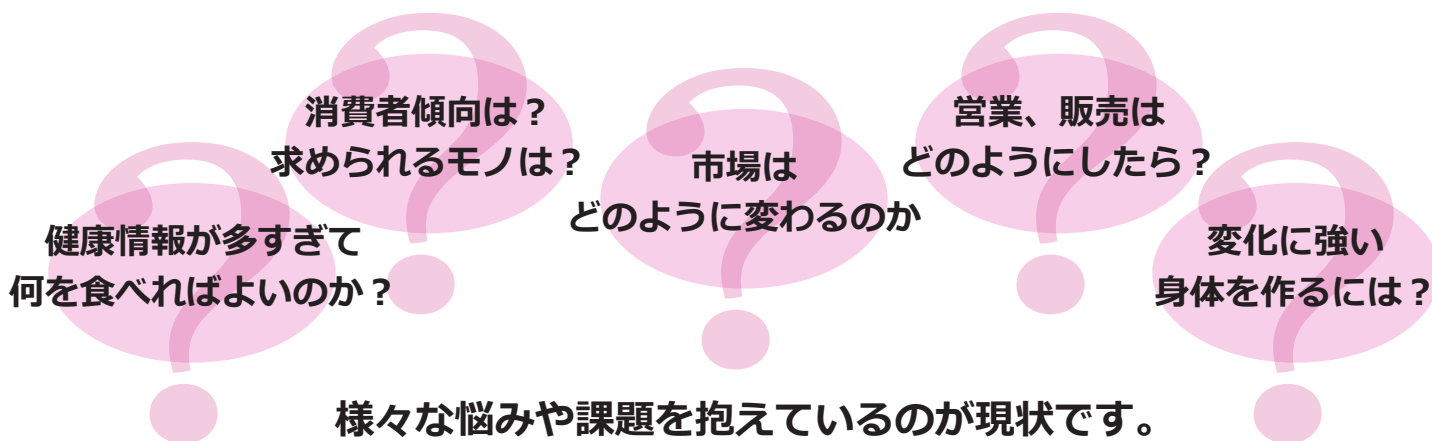 健康情報が多すぎて
何を食べればよいのか？
消費者傾向は？
求められるモノは？
市場は
どのように変わるのか
営業、販売は
どのようにしたら？
変化に強い
身体を作るには？
様々な悩みや課題を抱えているのが現状です。